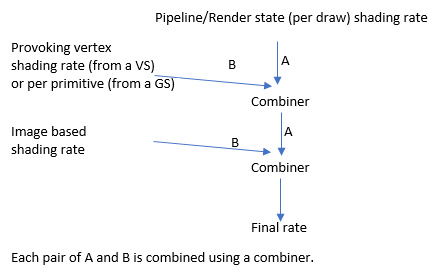 Pipeline/Render state (per draw) shading rate
Provoking vertex
shading rate (from a VS)
or per primitive (from a GS)
B
A
Combiner
Image based
shading rate
A
B
Combiner
Final rate
Each pair of A and B is combined using a combiner.